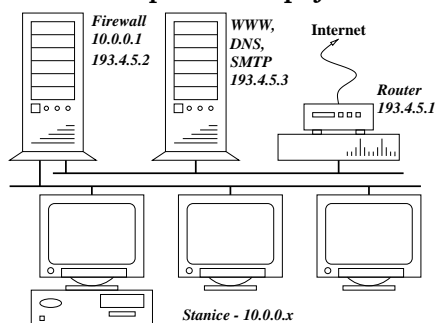 Firewall
10.0.0.1
193.4.5.2
WWW,
DNS,
SMTP
193.4.5.3
Internet
Router
193.4.5.1
Stanice - 10.0.0.x